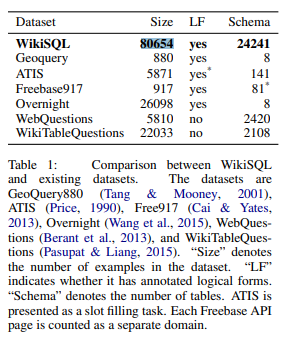 Dataset Size LF Schema
WikiSQL 80654 yes 24241
Geoquery 880 yes 8
ATIS 5871 yes* 141
Freebase917 917 yes 81*
Overnight 26098 yes 8
WebQuestions 5810 no 2420
WikiTableQuestions 22033 no 2108
Table 1: Comparison between WikiSQL
and existing datasets. The datasets are
GeoQuery880 (Tang & Mooney, 2001),
ATIS (Price, 1990), Free917 (Cai & Yates,
2013), Overnight (Wang et al., 2015), WebQues-
tions (Berant et al., 2013), and WikiTableQues-
tions (Pasupat & Liang, 2015). “Size” denotes
the number of examples in the dataset. “LF”
indicates whether it has annotated logical forms.
“Schema” denotes the number of tables. ATIS is
presented as a slot filling task. Each Freebase API
page is counted as a separate domain.